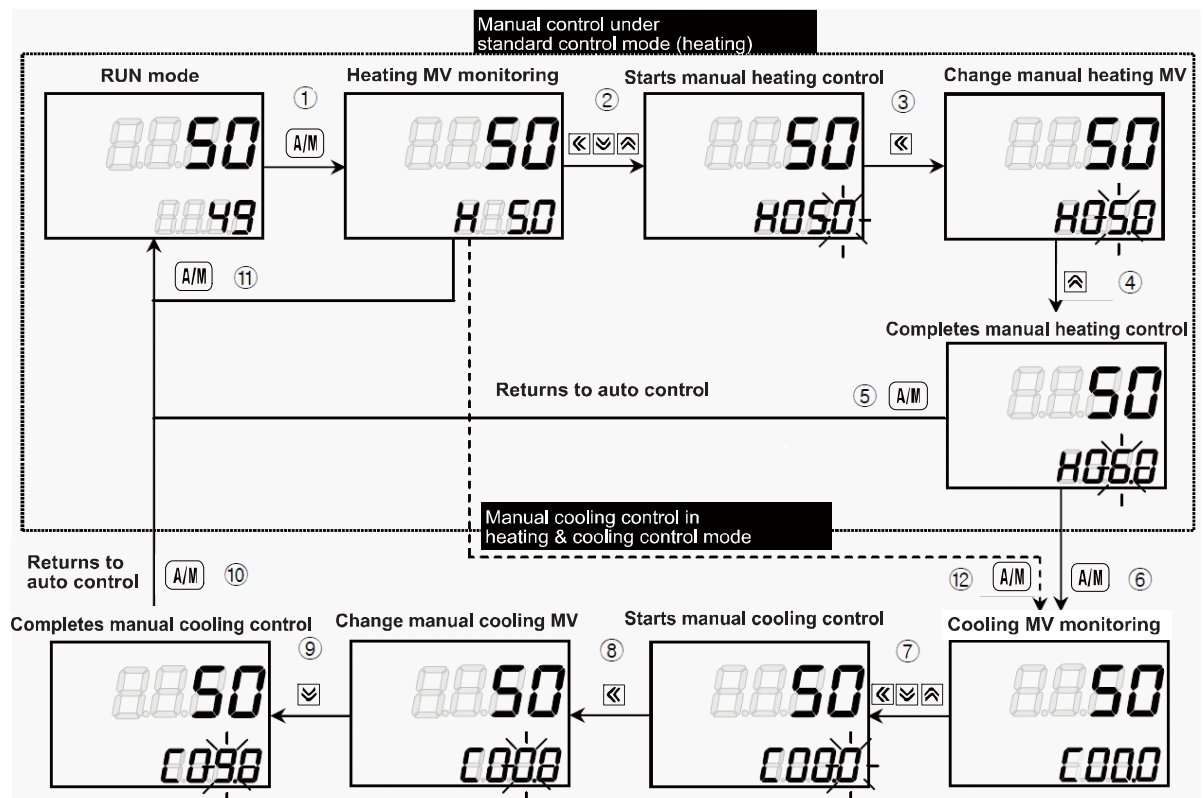 Manual control under
standard control mode (heating)
RUN mode
Heating MV monitoring
Starts manual heating control
Change manual heating MV
① A/M
②
③
50
49
50
H 5.0
50
H05.0
50
H05.0
A/M ⑪
④
Completes manual heating control
Returns to auto control
⑤ A/M
50
H06.0
Manual cooling control in
heating & cooling control mode
Returns to
auto control
A/M ⑩
⑫ A/M
A/M ⑥
Completes manual cooling control
Change manual cooling MV
Starts manual cooling control
Cooling MV monitoring
⑨
⑧
⑦
50
50
50
50
C00.0
C00.0
C00.0